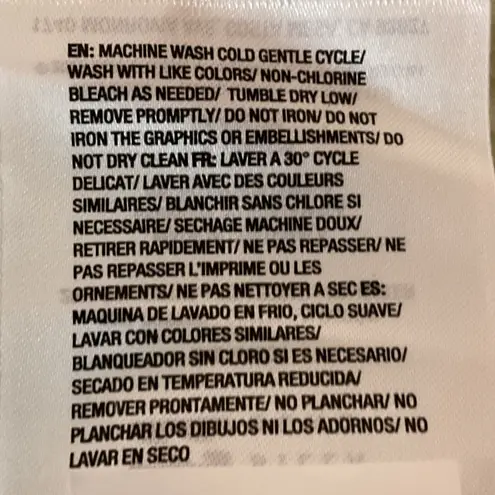 EN: MACHINE WASH COLD GENTLE CYCLE/
WASH WITH LIKE COLORS/ NON-CHLORINE
BLEACH AS NEEDED/ TUMBLE DRY LOW/
REMOVE PROMPTLY/ DO NOT IRON/ DO NOT
IRON THE GRAPHICS OR EMBELLISHMENTS/ DO
NOT DRY CLEAN FR: LAVER A 30° CYCLE
DELICAT/ LAVER AVEC DES COULEURS
SIMILAIRES/ BLANCHIR SANS CHLORE SI
NECESSAIRE/ SECHAGE MACHINE DOUX/
RETIRER RAPIDEMENT/ NE PAS REPASSER/ NE
PAS REPASSER L'IMPRIME OU LES
ORNEMENTS/ NE PAS NETTOYER A SEC ES:
MAQUINA DE LAVADO EN FRIO, CICLO SUAVE/
LAVAR CON COLORES SIMILARES/
BLANQUEADOR SIN CLORO SI ES NECESARIO/
SECADO EN TEMPERATURA REDUCIDA/
REMOVER PRONTAMENTE/ NO PLANCHAR/ NO
PLANCHAR LOS DIBUJOS NI LOS ADORNOS/ NO
LAVAR EN SECO